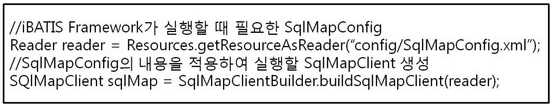 //iBATIS Framework가 실행할 때 필요한 SqlMapConfig
Reader reader = Resources.getResourceAsReader(“config/SqlMapConfig.xml”);
//SqlMapConfig의 내용을 적용하여 실행할 SqlMapClient 생성
SQlMapClient sqlMap = SqlMapClientBuilder.buildSqlMapClient(reader);